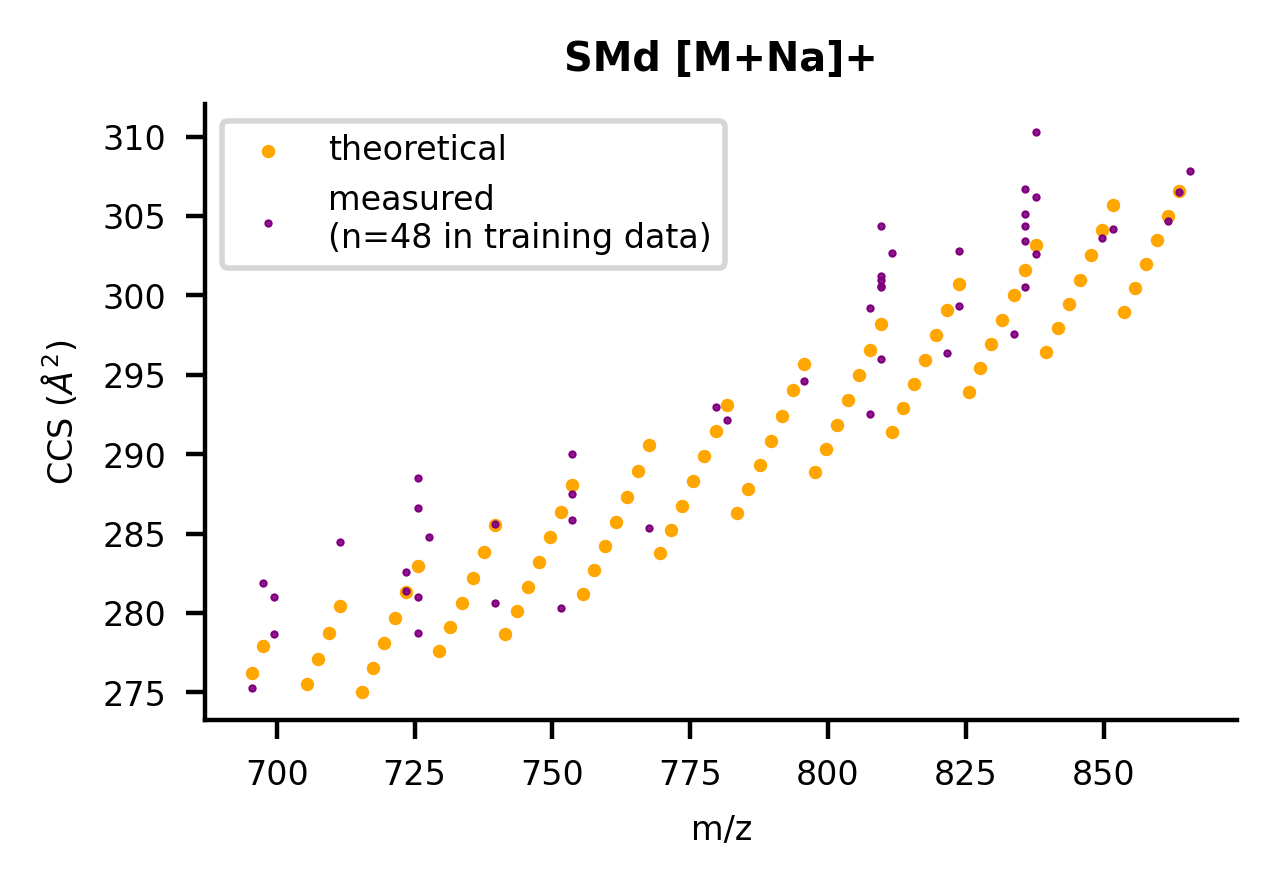 SMd [M+Na]+
theoretical
measured
(n=48 in training data)
310
305
300
295
290
285
280
275
CCS (Å²)
700 725 750 775 800 825 850
m/z